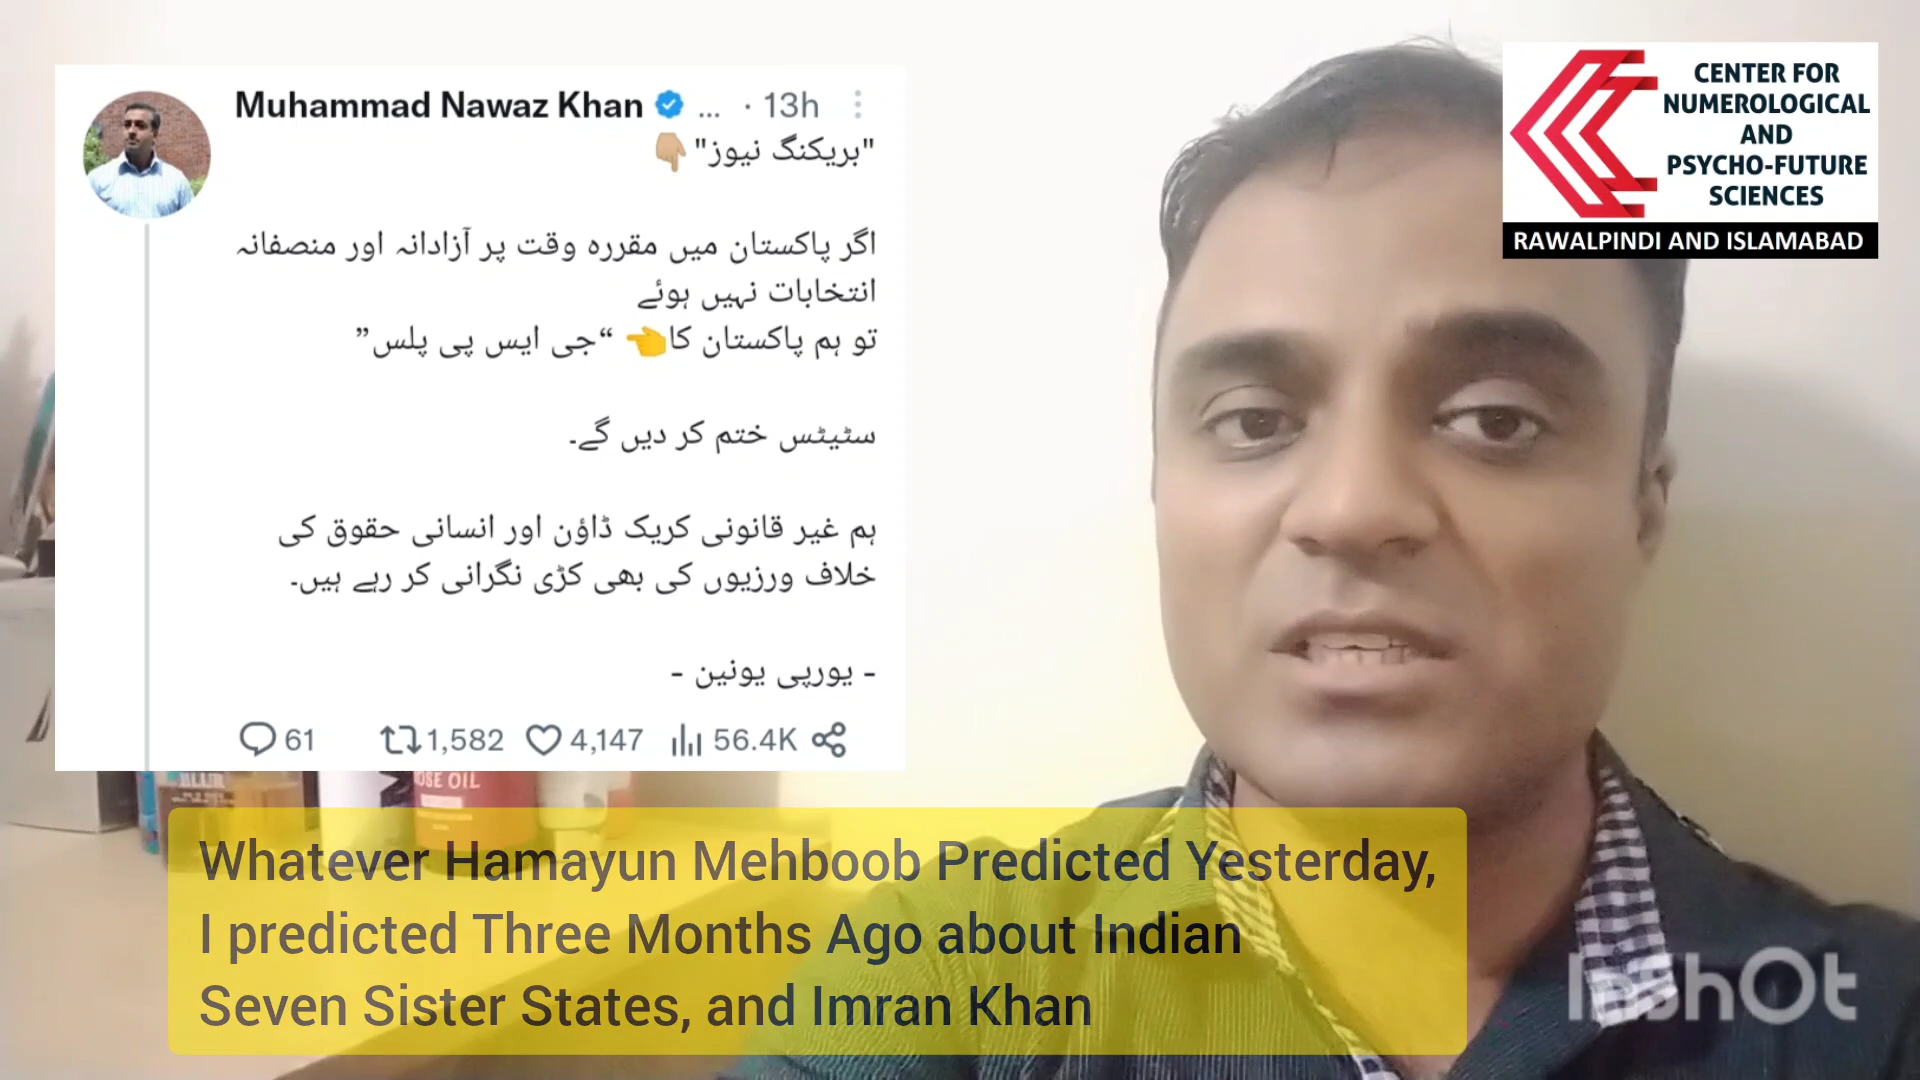 Muhammad Nawaz Khan ... · 13h
"بریکنگ نیوز"
اگر پاکستان میں مقررہ وقت پر آزادانہ اور منصفانہ
انتخابات نہیں ہوئے
تو ہم پاکستان کا “جی ایس پی پلس”
سٹیٹس ختم کر دیں گے۔
ہم غیر قانونی کریک ڈاؤن اور انسانی حقوق کی
خلاف ورزیوں کی بھی کڑی نگرانی کر رہے ہیں۔
- یورپی یونین -
61 1,582 4,147 56.4K
CENTER FOR
NUMEROLOGICAL
AND
PSYCHO-FUTURE
SCIENCES
RAWALPINDI AND ISLAMABAD
OIL
Whatever Hamayun Mehboob Predicted Yesterday,
I predicted Three Months Ago about Indian
Seven Sister States, and Imran Khan
InshOt